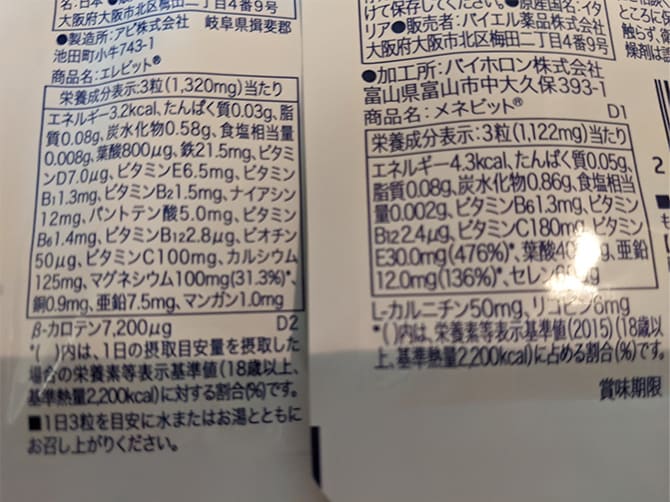 大阪府大阪市北区梅田二丁目4番9号
●製造所:アピ株式会社 岐阜県揖斐郡
池田町小牛743-1
商品名:エレビット®
栄養成分表示:3粒(1,320mg)当たり
エネルギー3.2kcal、たんぱく質0.03g、脂
質0.08g、炭水化物0.58g、食塩相当量
0.008g、葉酸800μg、鉄21.5mg、ビタミ
ンD7.0μg、ビタミンE6.5mg、ビタミン
B₁1.3mg、ビタミンB₂1.5mg、ナイアシン
12mg、パントテン酸5.0mg、ビタミン
B₆1.4mg、ビタミンB₁₂2.8μg、ビオチン
50μg、ビタミンC100mg、カルシウム
125mg、マグネシウム100mg(31.3%)*、
銅0.9mg、亜鉛7.5mg、マンガン1.0mg
β-カロテン7,200μg D2
*( )内は、1日の摂取目安量を摂取した
場合の栄養素等表示基準値(18歳以上、
基準熱量2,200kcal)に対する割合(%)です。
■1日3粒を目安に水またはお湯とともに
お召し上がりください。
けて保存してください。●原産国名:イタ
リア●販売者:バイエル薬品株式会社
大阪府大阪市北区梅田二丁目4番9号
●加工所:バイホロン株式会社
富山県富山市中大久保393-1
商品名:メネビット® D1
栄養成分表示:3粒(1,122mg)当たり
エネルギー4.3kcal、たんぱく質0.05g、
脂質0.08g、炭水化物0.86g、食塩相当
量0.002g、ビタミンB₆1.3mg、ビタミン
B₁₂2.4μg、ビタミンC180mg、ビタミン
E30.0mg(476%)*、葉酸40 、亜鉛
12.0mg(136%)*、セレン
L-カルニチン50mg、リコピン6mg
*( )内は、栄養素等表示基準値(2015)(18歳以
上、基準熱量2,200kcal)に占める割合(%)です。
賞味期限
ところに
触らず、衛
燥剤は誤
2